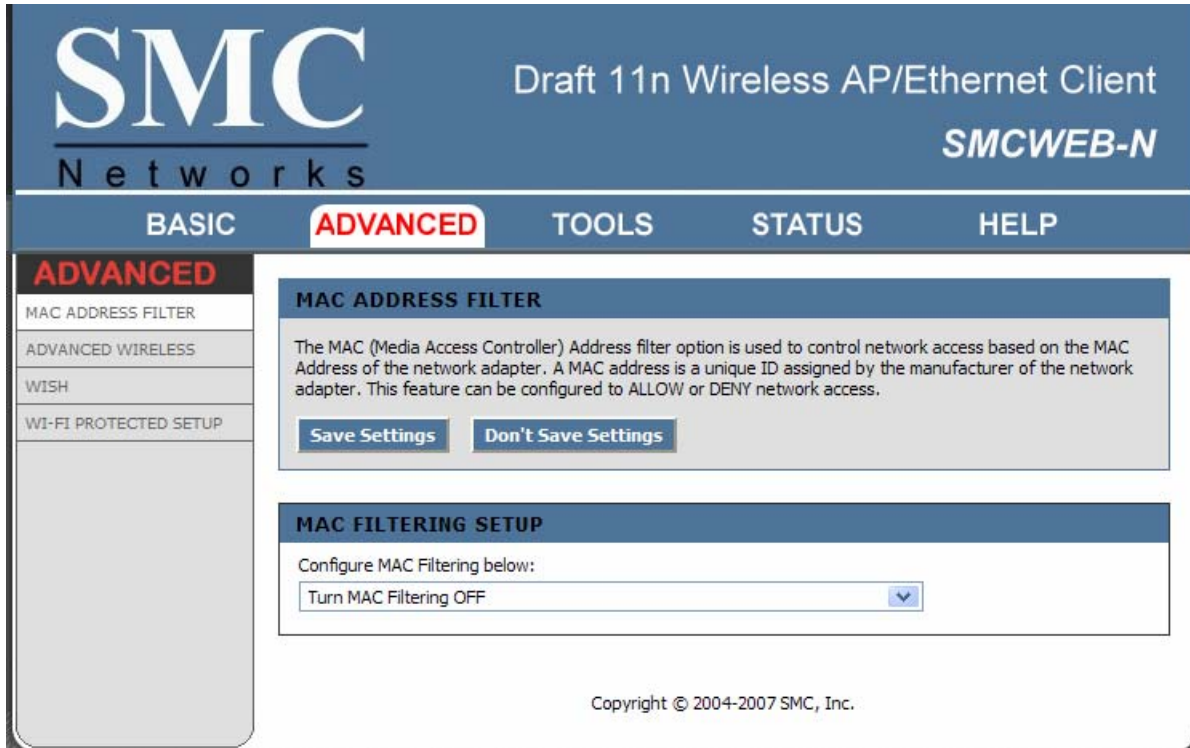 SMC
Networks
Draft 11n Wireless AP/Ethernet Client
SMCWEB-N
BASIC
ADVANCED
TOOLS
STATUS
HELP
ADVANCED
MAC ADDRESS FILTER
ADVANCED WIRELESS
WISH
WI-FI PROTECTED SETUP
MAC ADDRESS FILTER
The MAC (Media Access Controller) Address filter option is used to control network access based on the MAC
Address of the network adapter. A MAC address is a unique ID assigned by the manufacturer of the network
adapter. This feature can be configured to ALLOW or DENY network access.
Save Settings
Don't Save Settings
MAC FILTERING SETUP
Configure MAC Filtering below:
Turn MAC Filtering OFF
Copyright © 2004-2007 SMC, Inc.